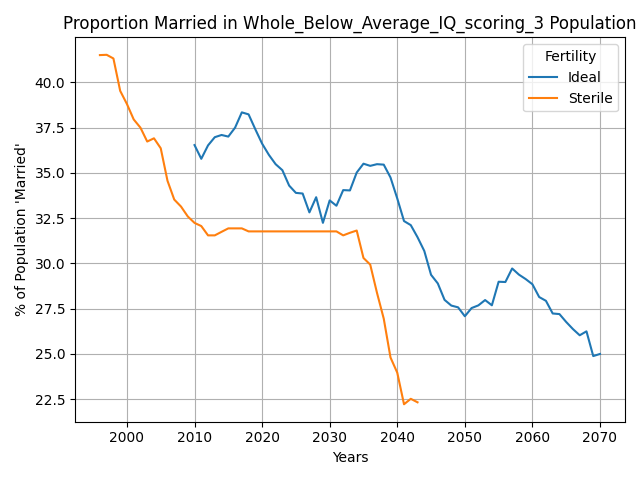 Proportion Married in Whole_Below_Average_IQ_scoring_3 Population
Fertility
Ideal
Sterile
% of Population 'Married'
40.0
37.5
35.0
32.5
30.0
27.5
25.0
22.5
2000 2010 2020 2030 2040 2050 2060 2070
Years